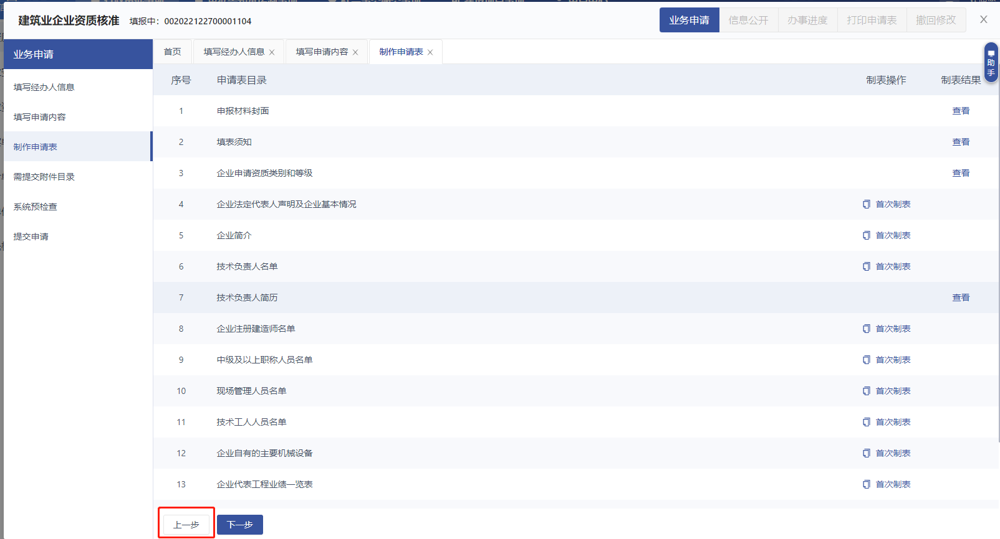 建筑业企业资质核准 填报中：002022122700001104
业务申请 信息公开 办事进度 打印申请表 撤回修改 X
业务申请
填写经办人信息
填写申请内容
制作申请表
需提交附件目录
系统预检查
提交申请
首页 填写经办人信息 × 填写申请内容 × 制作申请表 ×
助手
序号 申请表目录 制表操作 制表结果
1 申报材料封面 查看
2 填表须知 查看
3 企业申请资质类别和等级 查看
4 企业法定代表人声明及企业基本情况 首次制表
5 企业简介 首次制表
6 技术负责人名单 首次制表
7 技术负责人简历 查看
8 企业注册建造师名单 首次制表
9 中级及以上职称人员名单 首次制表
10 现场管理人员名单 首次制表
11 技术工人人员名单 首次制表
12 企业自有的主要机械设备 首次制表
13 企业代表工程业绩一览表 首次制表
上一步 下一步